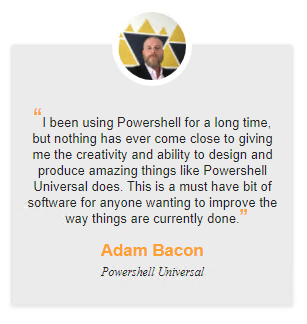 “I been using Powershell for a long time,
but nothing has ever come close to giving
me the creativity and ability to design and
produce amazing things like Powershell
Universal does. This is a must have bit of
software for anyone wanting to improve the
way things are currently done.”
Adam Bacon
Powershell Universal